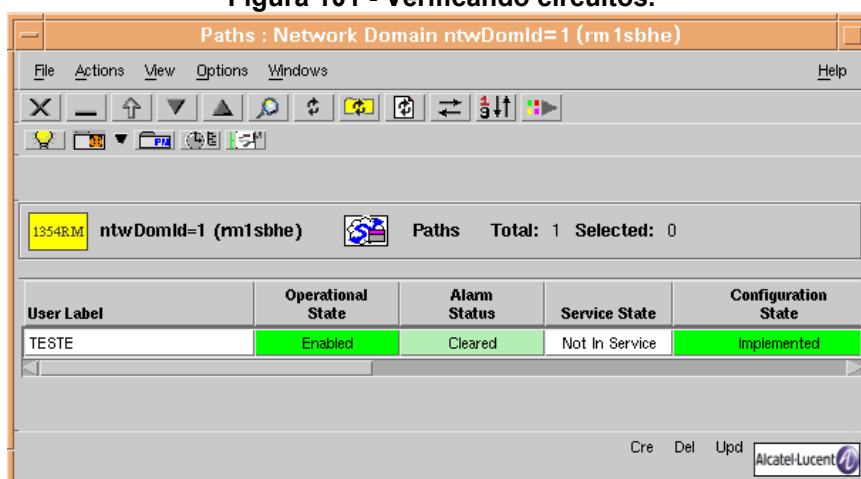 Figura 101 - Verificando circuitos.
Paths : Network Domain ntwDomId=1 (rm1sbhe)
File Actions View Options Windows Help
PM
1354RM ntwDomId=1 (rm1sbhe) Paths Total: 1 Selected: 0
User Label Operational State Alarm Status Service State Configuration State
TESTE Enabled Cleared Not In Service Implemented
Cre Del Upd
Alcatel-Lucent